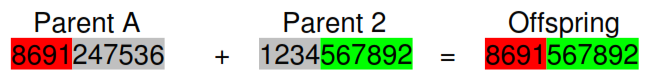 Parent A Parent 2 Offspring
8691247536 + 1234567892 = 8691567892